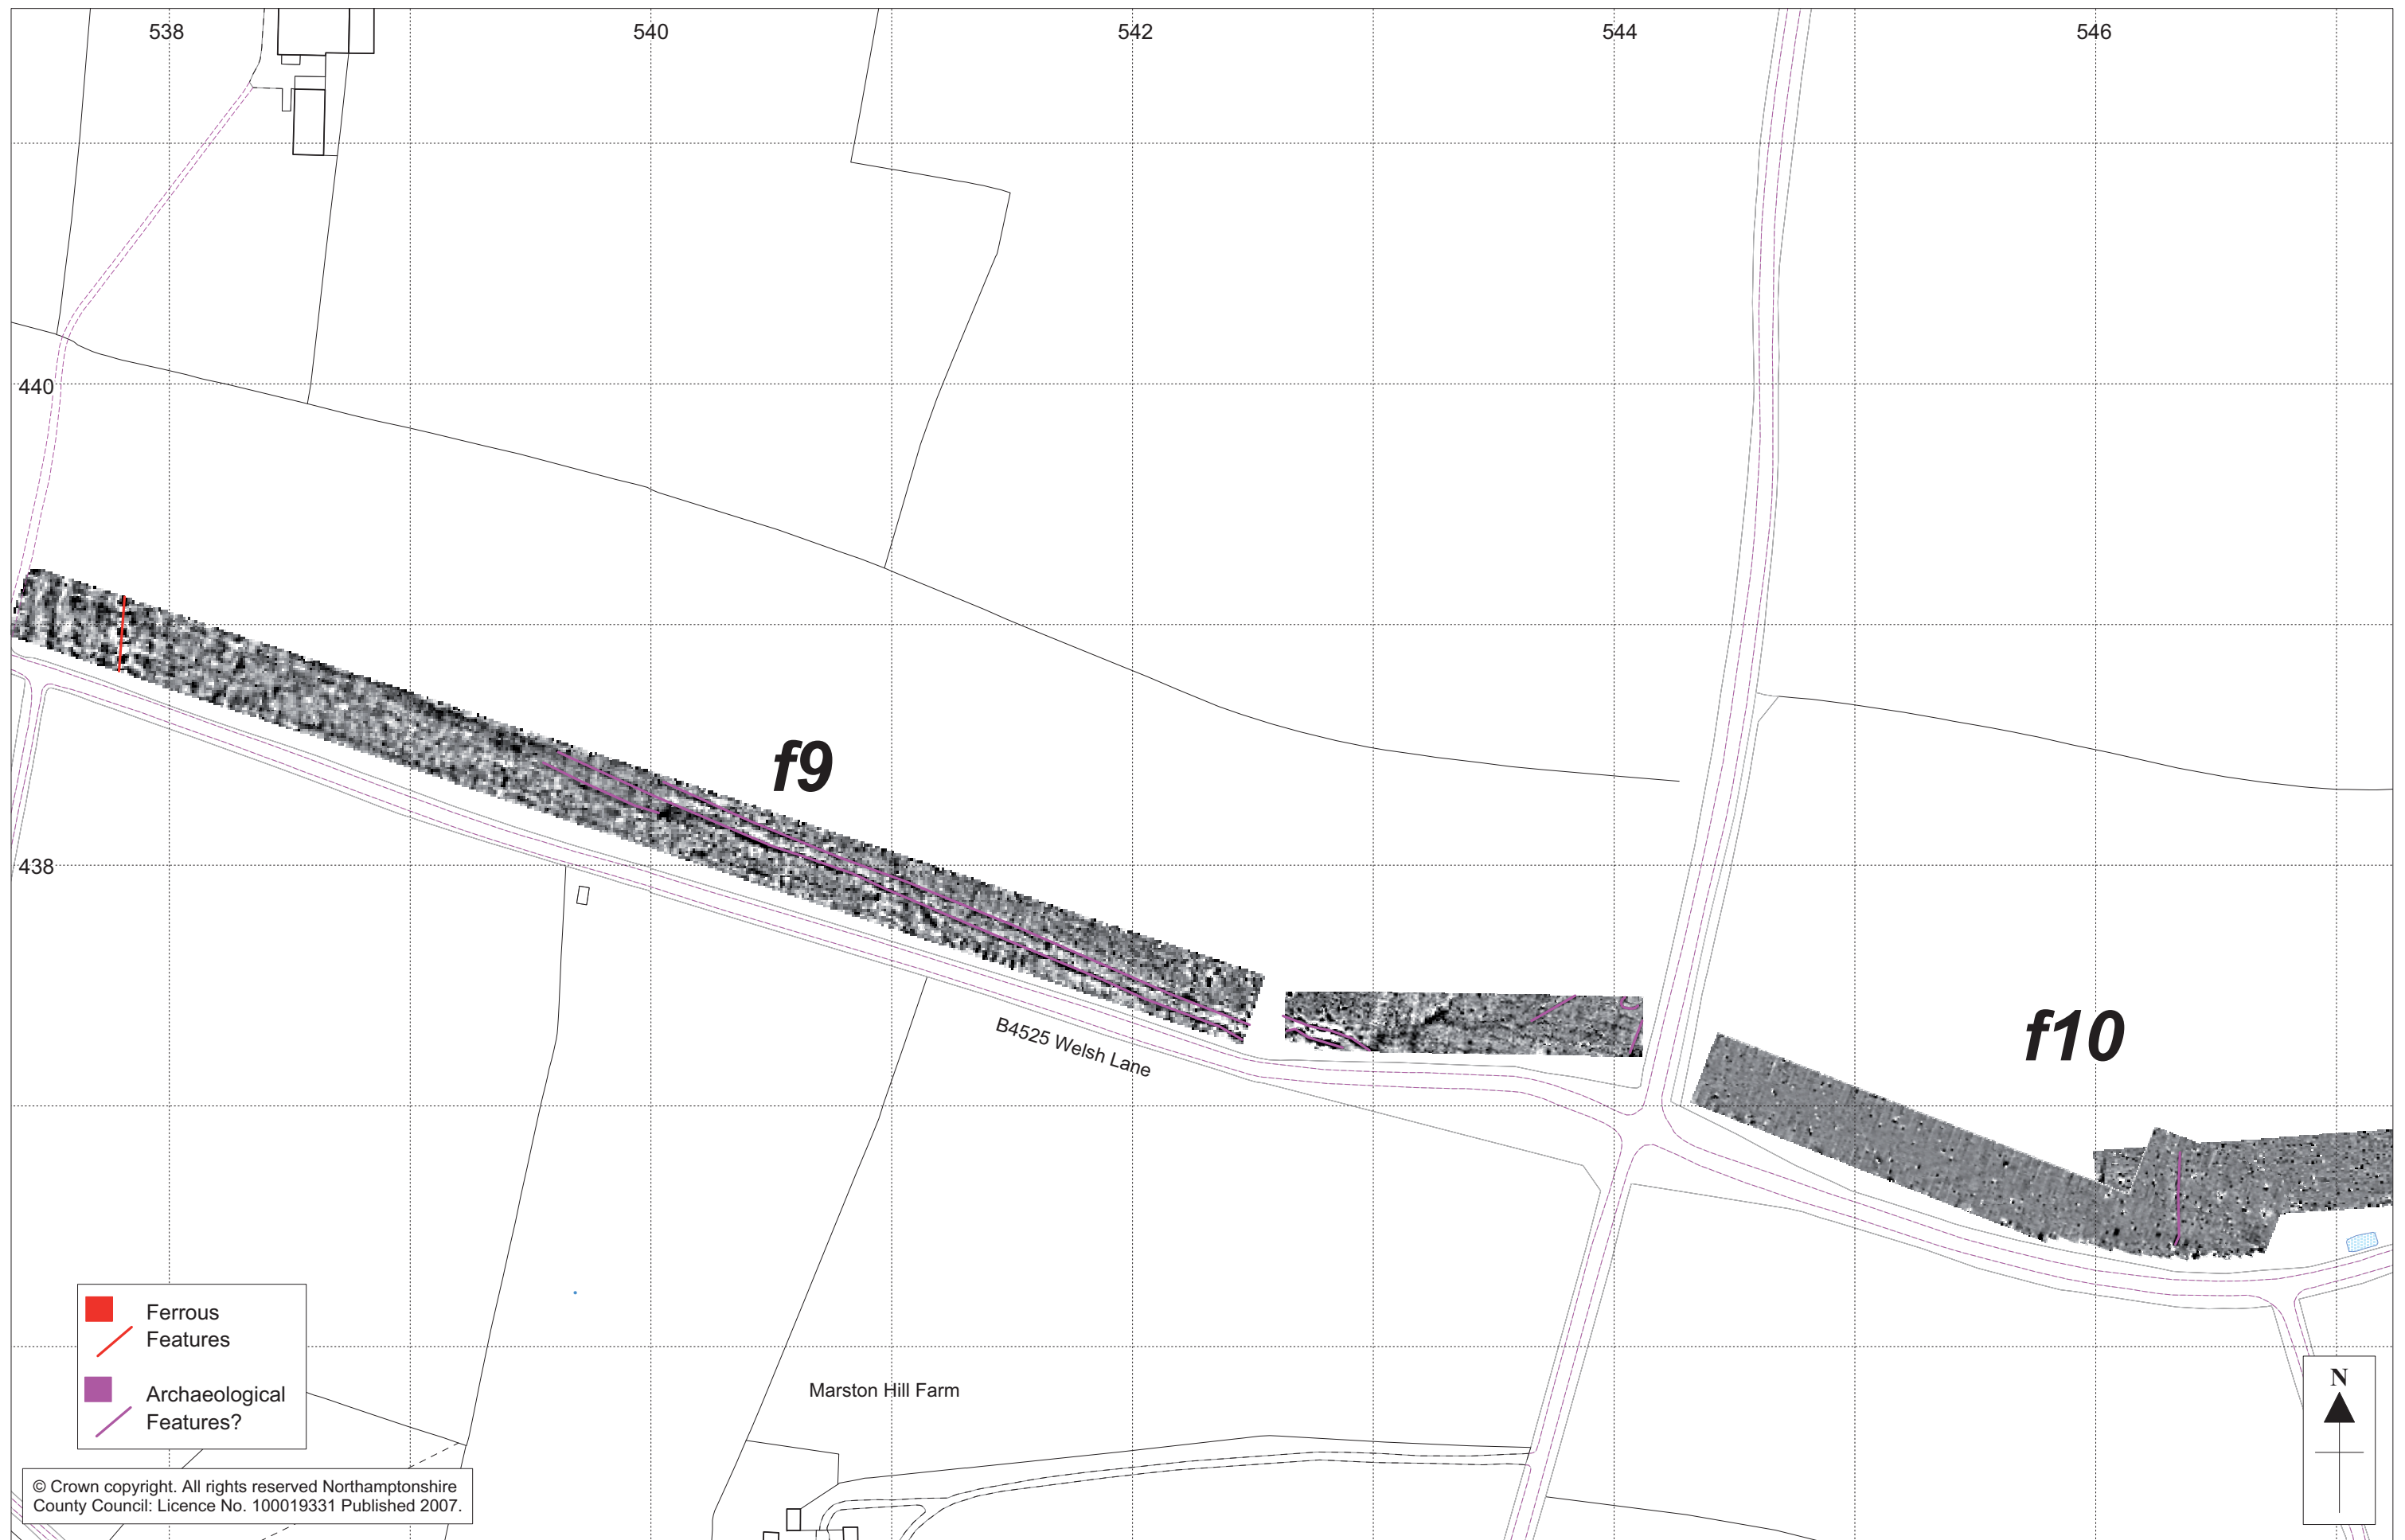 538
540
542
544
546
440
f9
438
B4525 Welsh Lane
f10
Ferrous
Features
Archaeological
Features?
Marston Hill Farm
N
© Crown copyright. All rights reserved Northamptonshire
County Council: Licence No. 100019331 Published 2007.